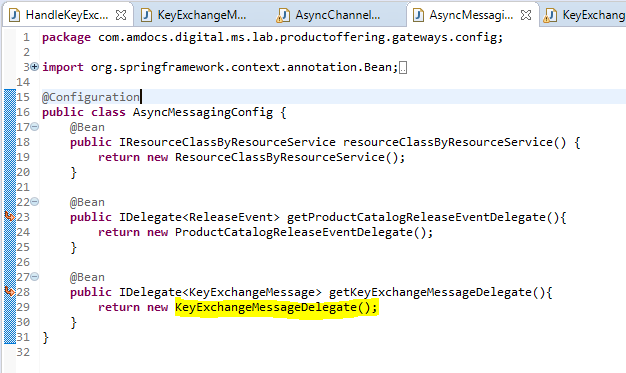 HandleKeyExc... KeyExchangeM... AsyncChannel... AsyncMessagi... KeyExchang
1 package com.amdocs.digital.ms.lab.productoffering.gateways.config;
2
3 import org.springframework.context.annotation.Bean;
14
15 @Configuration
16 public class AsyncMessagingConfig {
17 @Bean
18 public IResourceClassByResourceService resourceClassByResourceService() {
19 return new ResourceClassByResourceService();
20 }
21
22 @Bean
23 public IDelegate<ReleaseEvent> getProductCatalogReleaseEventDelegate(){
24 return new ProductCatalogReleaseEventDelegate();
25 }
26
27 @Bean
28 public IDelegate<KeyExchangeMessage> getKeyExchangeMessageDelegate(){
29 return new KeyExchangeMessageDelegate();
30 }
31 }
32